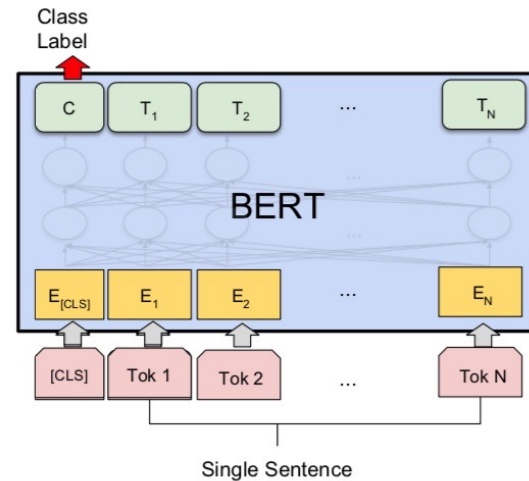 Class
Label
C T1 T2 ... TN
...
BERT
...
E[CLS] E1 E2 ... EN
[CLS] Tok 1 Tok 2 ... Tok N
Single Sentence